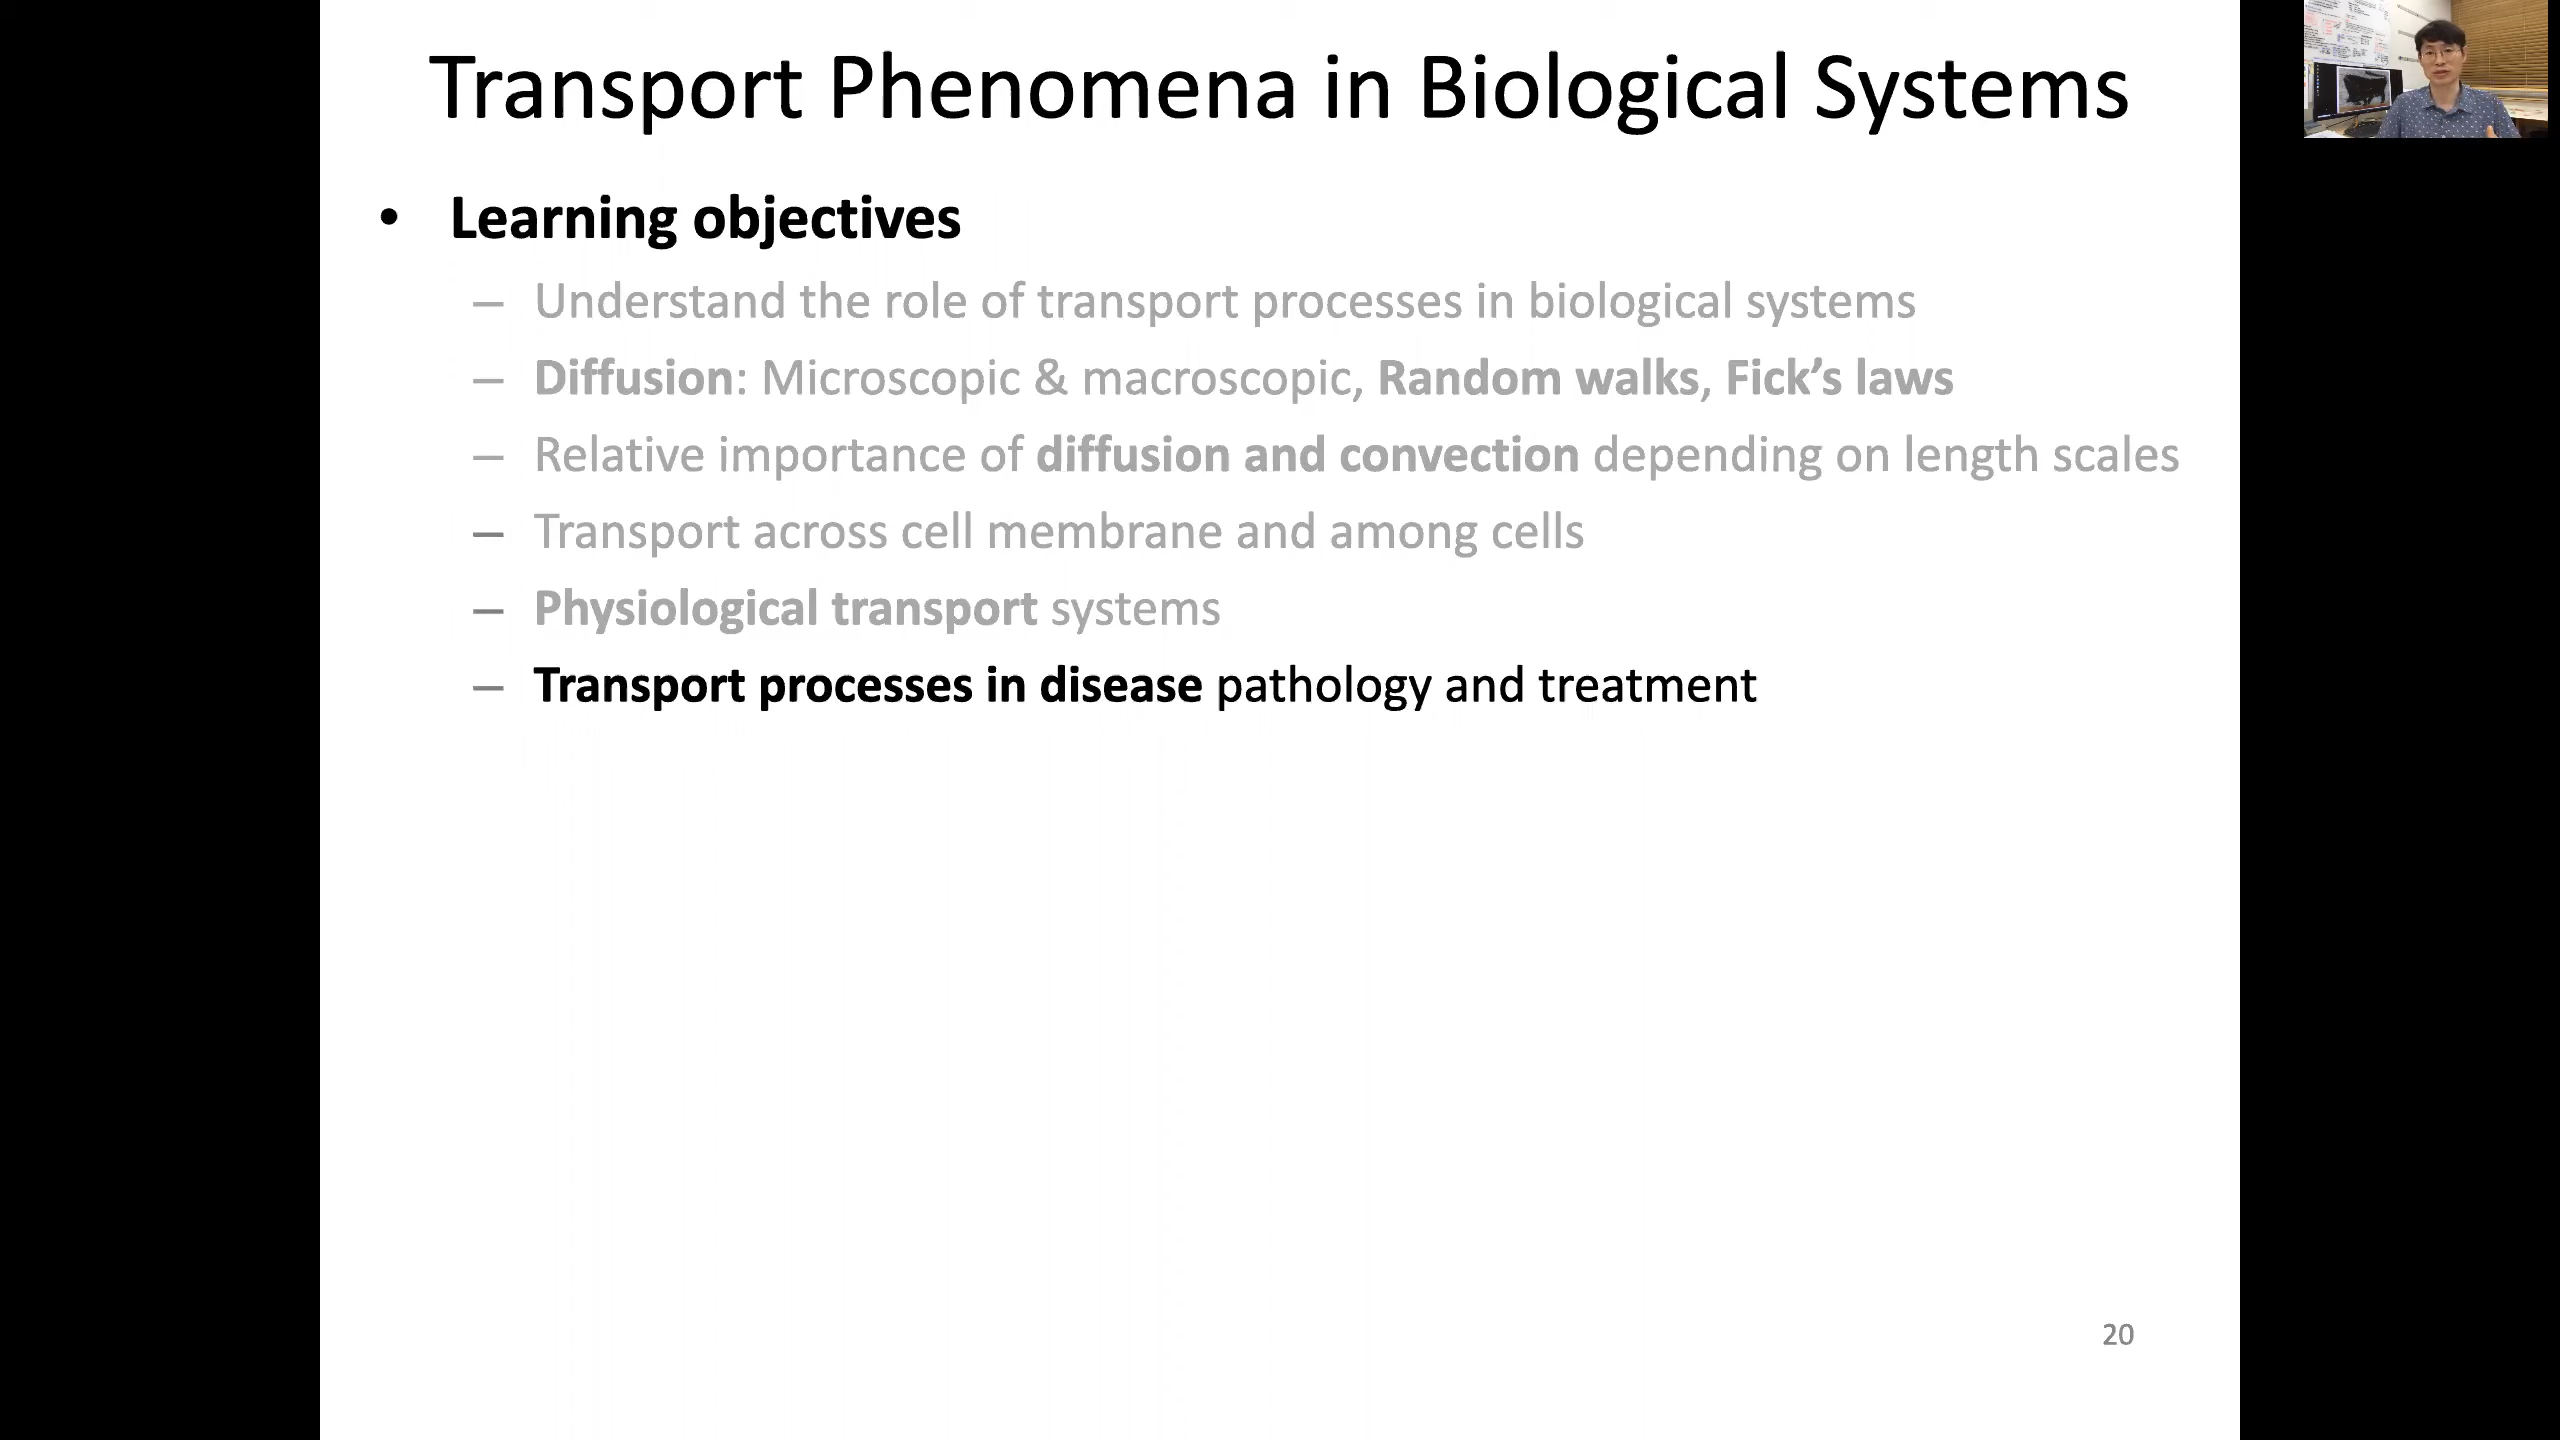 Transport Phenomena in Biological Systems
• Learning objectives
– Understand the role of transport processes in biological systems
– Diffusion: Microscopic & macroscopic, Random walks, Fick’s laws
– Relative importance of diffusion and convection depending on length scales
– Transport across cell membrane and among cells
– Physiological transport systems
– Transport processes in disease pathology and treatment
20